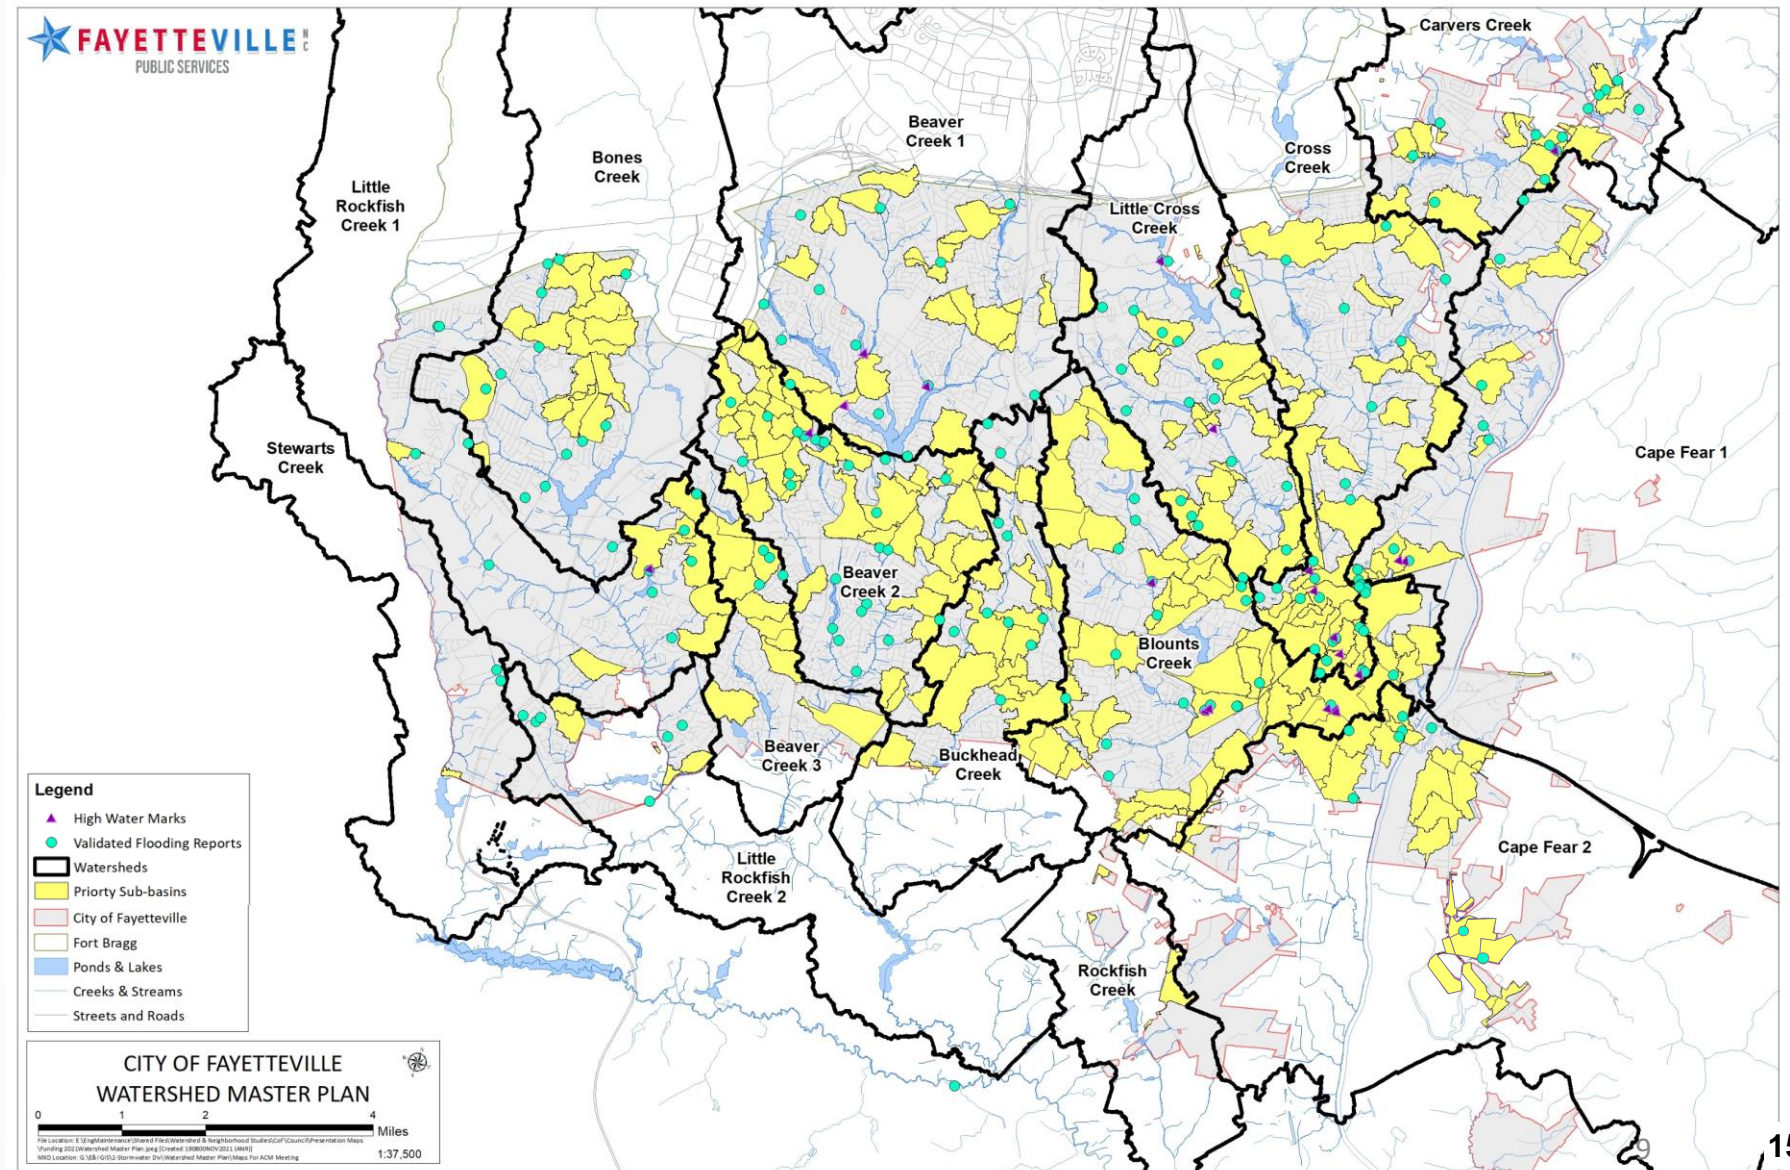 FAYETTEVILLE NC
PUBLIC SERVICES
Carvers Creek
Beaver
Creek 1
Bones
Creek
Cross
Creek
Little
Rockfish
Creek 1
Little Cross
Creek
Stewarts
Creek
Cape Fear 1
Beaver
Creek 2
Blounts
Creek
Beaver
Creek 3
Buckhead
Creek
Little
Rockfish
Creek 2
Cape Fear 2
Rockfish
Creek
Legend
High Water Marks
Validated Flooding Reports
Watersheds
Priorty Sub-basins
City of Fayetteville
Fort Bragg
Ponds & Lakes
Creeks & Streams
Streets and Roads
CITY OF FAYETTEVILLE
WATERSHED MASTER PLAN
0 1 2 4
Miles
1:37,500
9